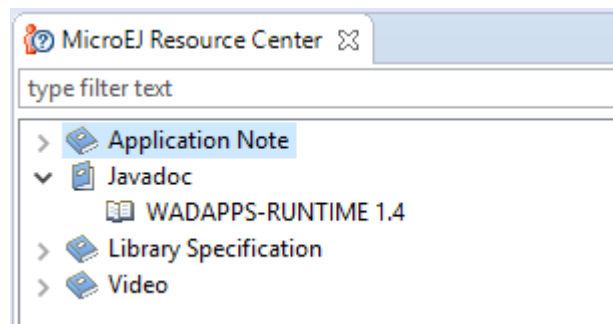 MicroEJ Resource Center
type filter text
Application Note
Javadoc
WADAPPS-RUNTIME 1.4
Library Specification
Video